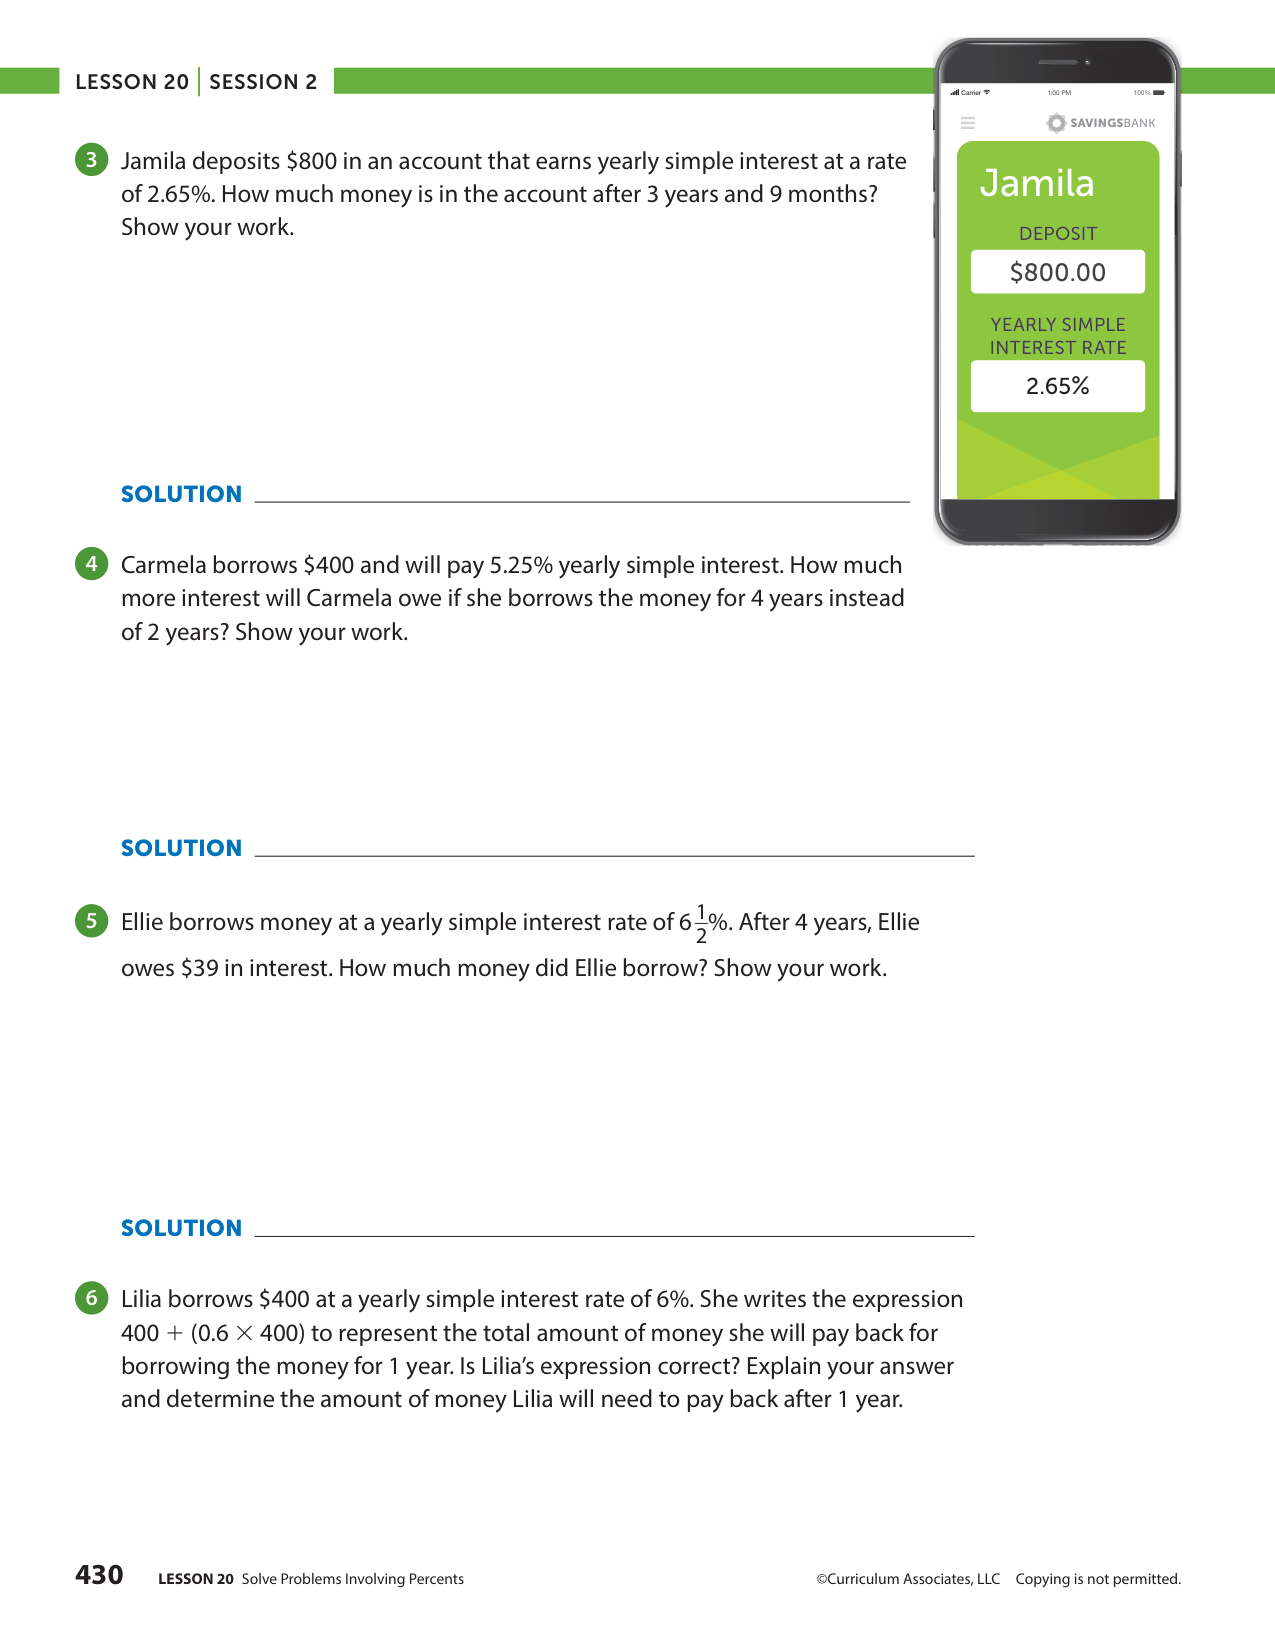 LESSON 20 | SESSION 2
3 Jamila deposits $800 in an account that earns yearly simple interest at a rate
of 2.65%. How much money is in the account after 3 years and 9 months?
Show your work.
Carrier 1:00 PM 100%
SAVINGSBANK
Jamila
DEPOSIT
$800.00
YEARLY SIMPLE
INTEREST RATE
2.65%
SOLUTION
4 Carmela borrows $400 and will pay 5.25% yearly simple interest. How much
more interest will Carmela owe if she borrows the money for 4 years instead
of 2 years? Show your work.
SOLUTION
5 Ellie borrows money at a yearly simple interest rate of 6 1/2%. After 4 years, Ellie
owes $39 in interest. How much money did Ellie borrow? Show your work.
SOLUTION
6 Lilia borrows $400 at a yearly simple interest rate of 6%. She writes the expression
400 + (0.6 × 400) to represent the total amount of money she will pay back for
borrowing the money for 1 year. Is Lilia’s expression correct? Explain your answer
and determine the amount of money Lilia will need to pay back after 1 year.
430 LESSON 20 Solve Problems Involving Percents ©Curriculum Associates, LLC Copying is not permitted.